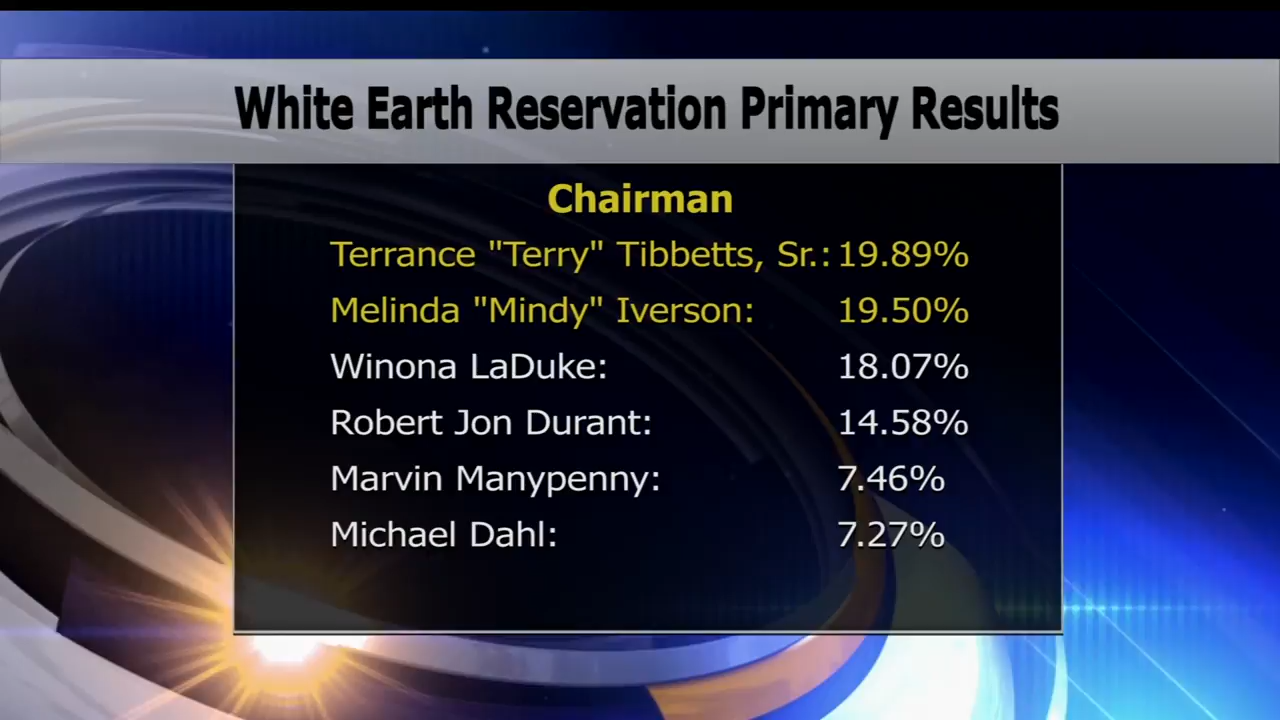 White Earth Reservation Primary Results
Chairman
Terrance "Terry" Tibbetts, Sr.: 19.89%
Melinda "Mindy" Iverson: 19.50%
Winona LaDuke: 18.07%
Robert Jon Durant: 14.58%
Marvin Manypenny: 7.46%
Michael Dahl: 7.27%